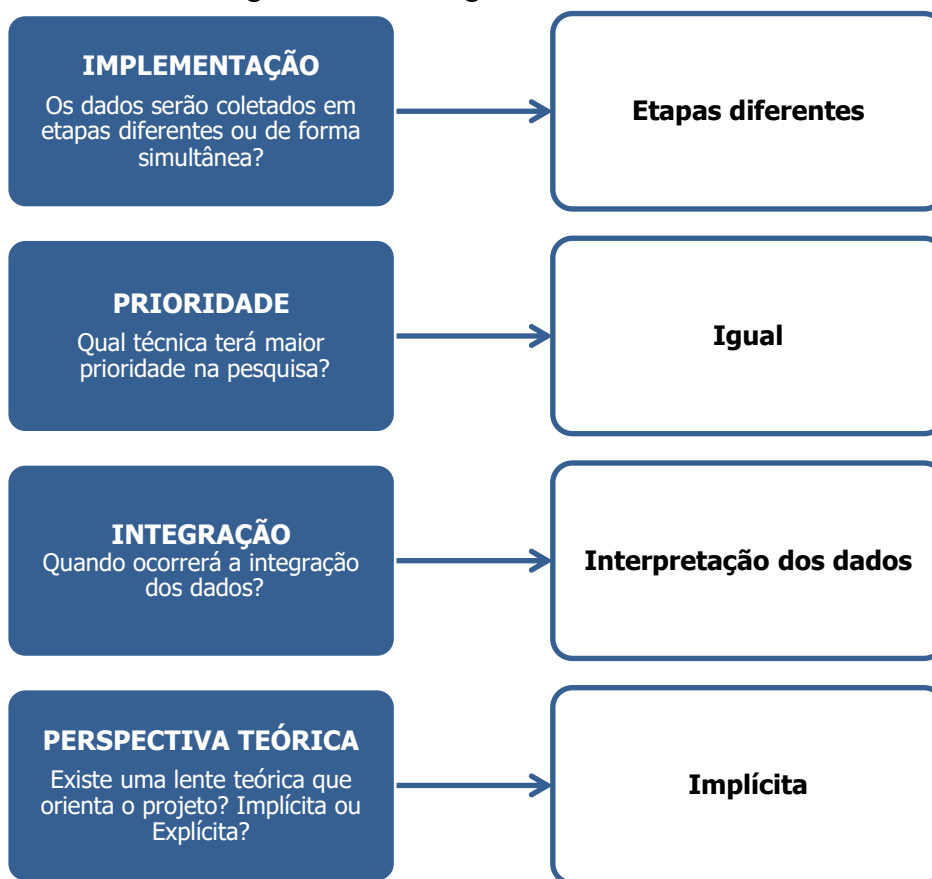 IMPLEMENTAÇÃO
Os dados serão coletados em
etapas diferentes ou de forma
simultânea?
Etapas diferentes
PRIORIDADE
Qual técnica terá maior
prioridade na pesquisa?
Igual
INTEGRAÇÃO
Quando ocorrerá a integração
dos dados?
Interpretação dos dados
PERSPECTIVA TEÓRICA
Existe uma lente teórica que
orienta o projeto? Implícita ou
Explícita?
Implícita